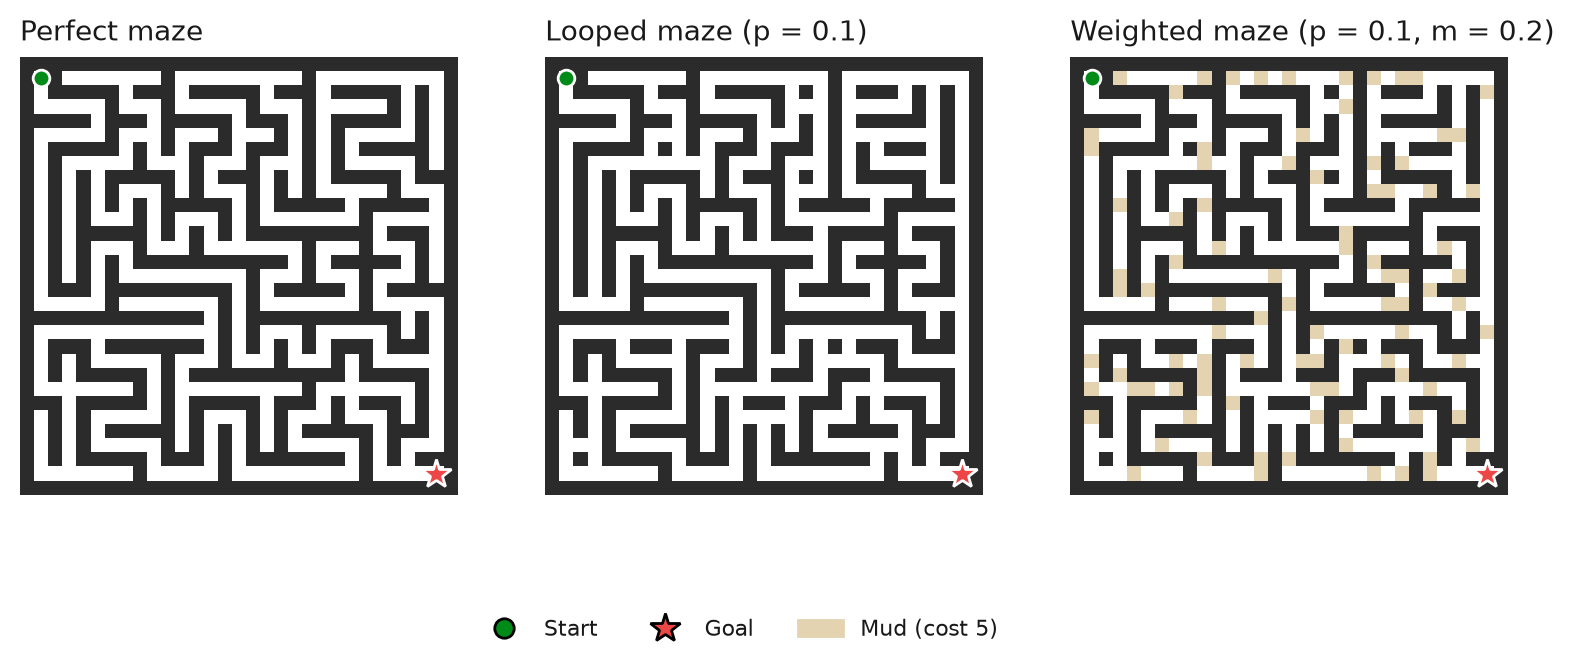 Perfect maze
Looped maze (p = 0.1)
Weighted maze (p = 0.1, m = 0.2)
Start
Goal
Mud (cost 5)